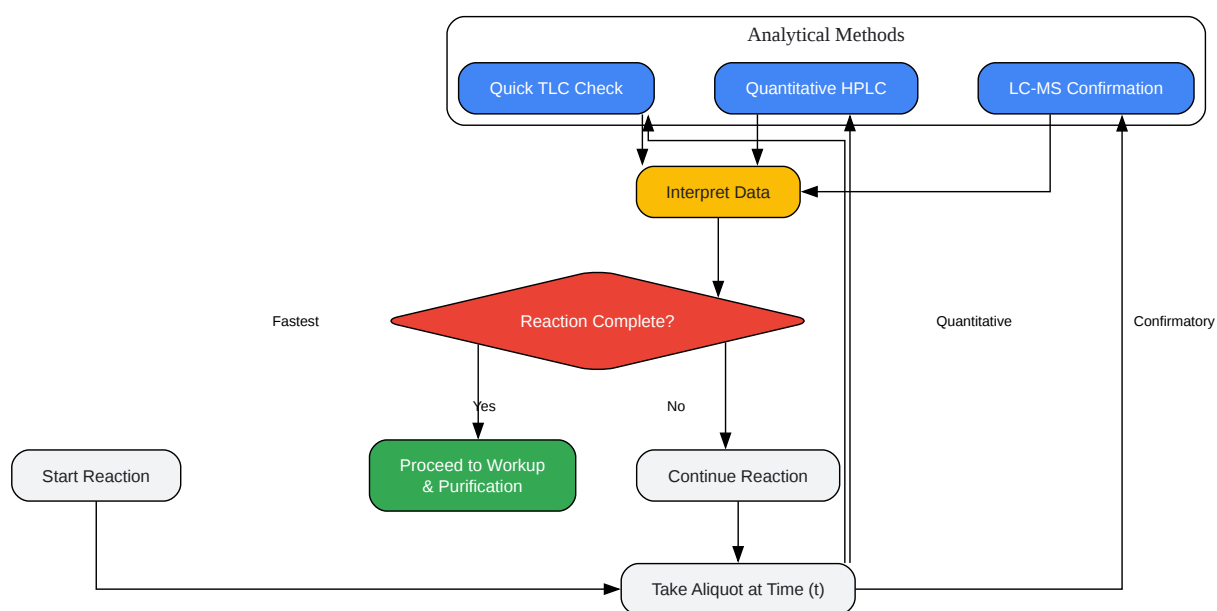 Analytical Methods
Quick TLC Check
Quantitative HPLC
LC-MS Confirmation
Interpret Data
Fastest
Reaction Complete?
Quantitative
Confirmatory
Yes
No
Start Reaction
Proceed to Workup
& Purification
Continue Reaction
Take Aliquot at Time (t)